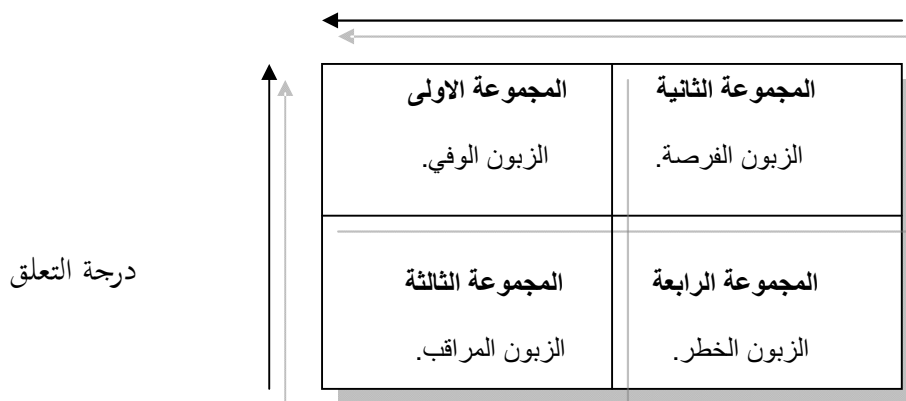 المجموعة الثانية
الزبون الفرصة.
المجموعة الاولى
الزبون الوفي.
المجموعة الرابعة
الزبون الخطر.
المجموعة الثالثة
الزبون المراقب.
درجة التعلق